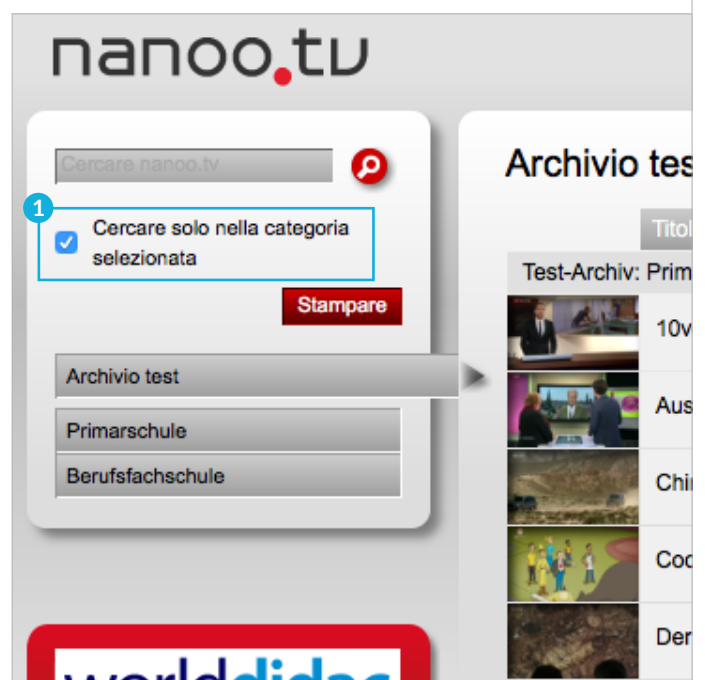 nanoo.tv
Cercare nanoo.tv
1
Cercare solo nella categoria
selezionata
Stampare
Archivio test
Primarschule
Berufsfachschule
worlddidac
Archivio tes
Titol
Test-Archiv: Prim
10v
Aus
Chi
Coc
Der